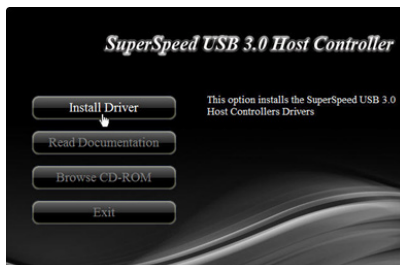 SuperSpeed USB 3.0 Host Controller
Install Driver
This option installs the SuperSpeed USB 3.0
Host Controllers Drivers
Read Documentation
Browse CD-ROM
Exit